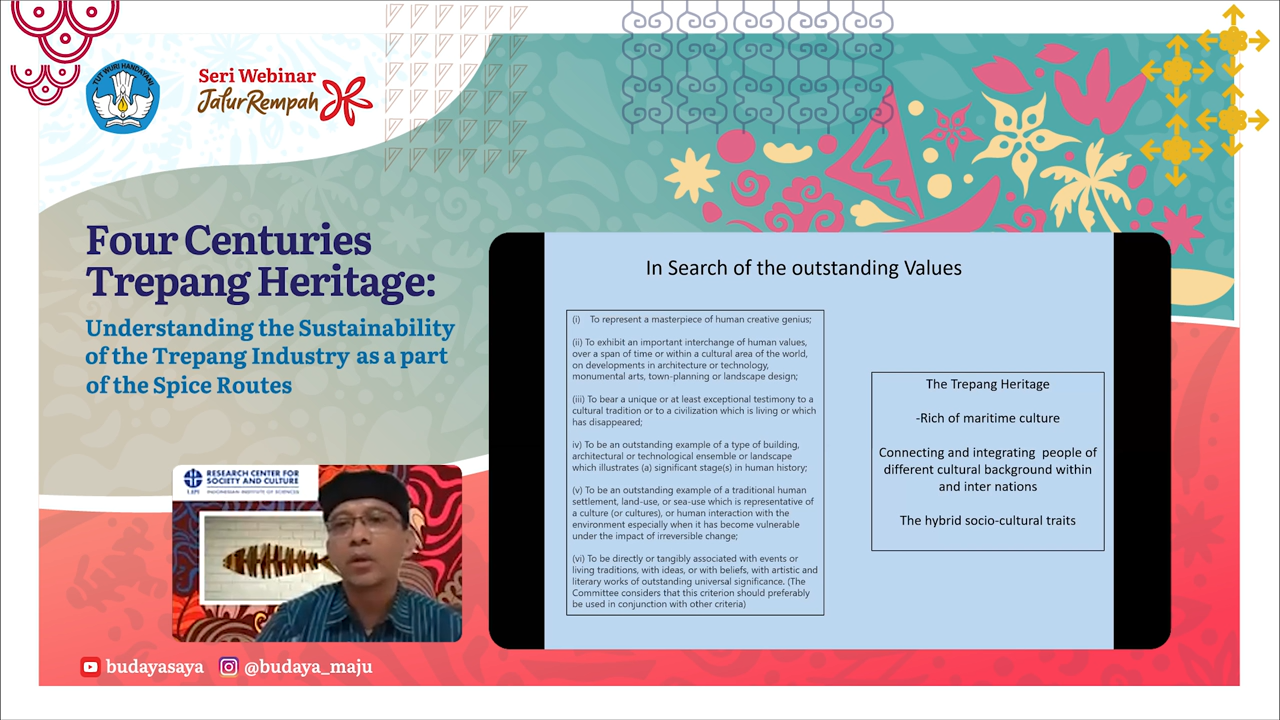 TUT WURI HANDAYANI
Seri Webinar
Jalur Rempah
Four Centuries
Trepang Heritage:
Understanding the Sustainability
of the Trepang Industry as a part
of the Spice Routes
RESEARCH CENTER FOR
SOCIETY AND CULTURE
LIPI
INDONESIAN INSTITUTE OF SCIENCES
budayasaya
@budaya_maju
In Search of the outstanding Values
(i) To represent a masterpiece of human creative genius;
(ii) To exhibit an important interchange of human values,
over a span of time or within a cultural area of the world,
on developments in architecture or technology,
monumental arts, town-planning or landscape design;
(iii) To bear a unique or at least exceptional testimony to a
cultural tradition or to a civilization which is living or which
has disappeared;
iv) To be an outstanding example of a type of building,
architectural or technological ensemble or landscape
which illustrates (a) significant stage(s) in human history;
(v) To be an outstanding example of a traditional human
settlement, land-use, or sea-use which is representative of
a culture (or cultures), or human interaction with the
environment especially when it has become vulnerable
under the impact of irreversible change;
(vi) To be directly or tangibly associated with events or
living traditions, with ideas, or with beliefs, with artistic and
literary works of outstanding universal significance. (The
Committee considers that this criterion should preferably
be used in conjunction with other criteria)
The Trepang Heritage
-Rich of maritime culture
Connecting and integrating people of
different cultural background within
and inter nations
The hybrid socio-cultural traits